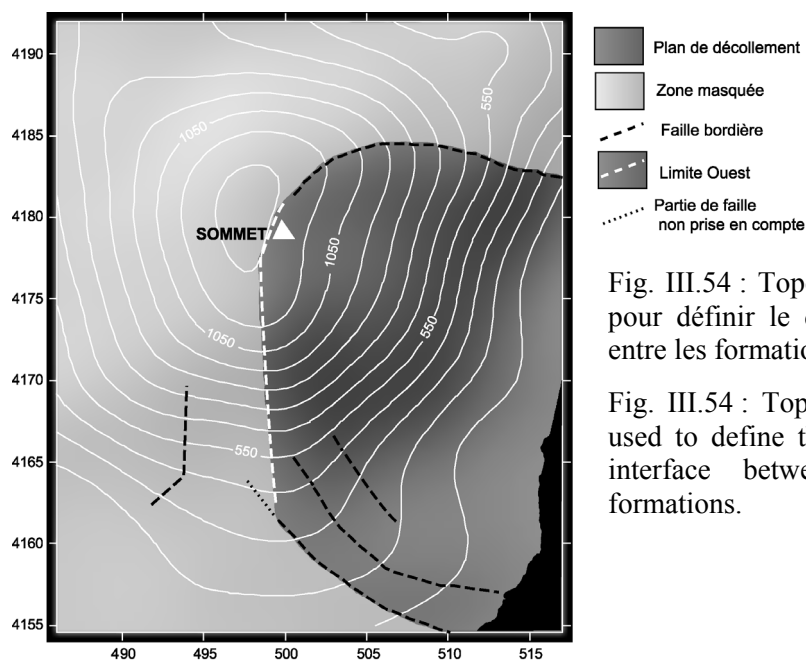 4190
4185
4180
4175
4170
4165
4160
4155
490
495
500
505
510
515
1050
550
SOMMET
1050
1050
550
550
Plan de décollement
Zone masquée
Faille bordière
Limite Ouest
Partie de faille
non prise en compte
Fig. III.54 : Top
pour définir le
entre les formation
Fig. III.54 : Top
used to define t
interface betw
formations.